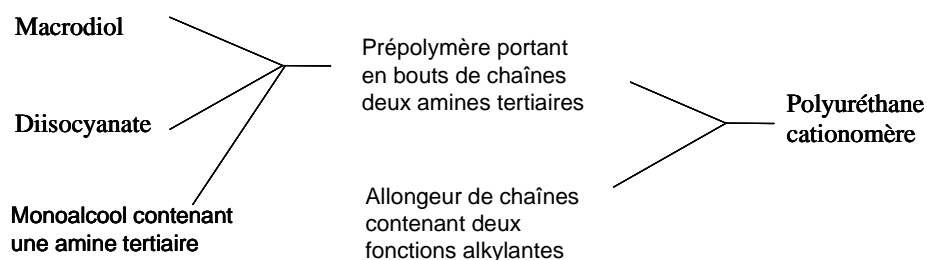 Macrodiol
Diisocyanate
Monoalcool contenant
une amine tertiaire
Prépolymère portant
en bouts de chaînes
deux amines tertiaires
Allongeur de chaînes
contenant deux
fonctions alkylantes
Polyuréthane
cationomère